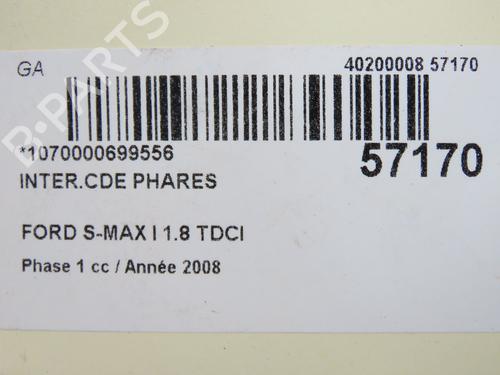 GA
40200008 57170
*1070000699556
57170
INTER.CDE PHARES
FORD S-MAX I 1.8 TDCI
Phase 1 cc / Année 2008
B-PARTS